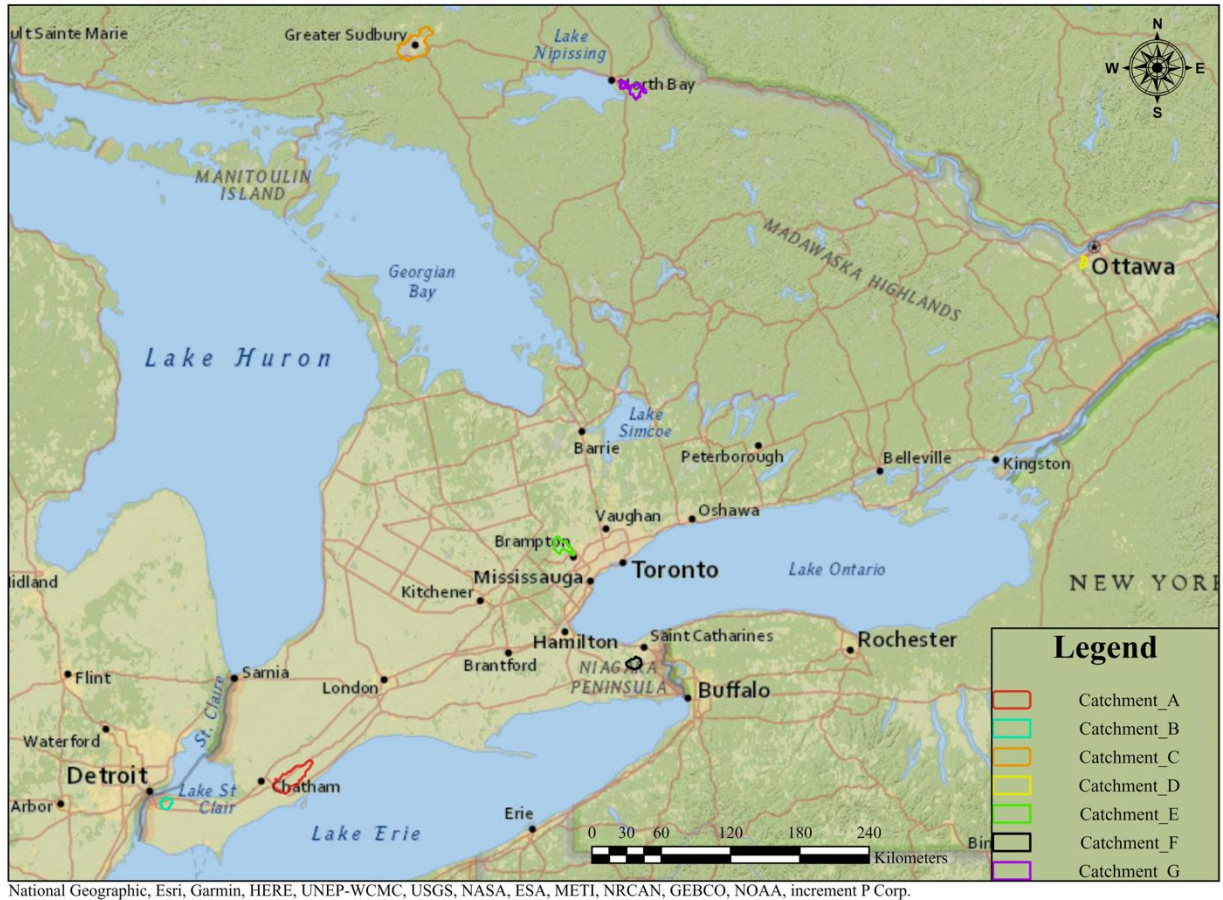 ult Sainte Marie
Greater Sudbury
Lake
Nipissing
North Bay
N
W
E
S
MANITOULIN
ISLAND
Georgian
Bay
MADAWASKA HIGHLANDS
Ottawa
Lake Huron
Lake
Simcoe
Barrie
Peterborough
Belleville
Kingston
Vaughan
Oshawa
Brampton
Toronto
Lake Ontario
Mississauga
idland
Kitchener
NEW YORK
Hamilton
Saint Catharines
Rochester
Brantford
NIAGARA
PENINSULA
Flint
Sarnia
London
Buffalo
St. Claire
Waterford
Detroit
Lake St
Clair
Chatham
Arbor
Lake Erie
Erie
Bin
0 30 60 120 180 240
Kilometers
Legend
Catchment_A
Catchment_B
Catchment_C
Catchment_D
Catchment_E
Catchment_F
Catchment_G
National Geographic, Esri, Garmin, HERE, UNEP-WCMC, USGS, NASA, ESA, METI, NRCAN, GEBCO, NOAA, increment P Corp.